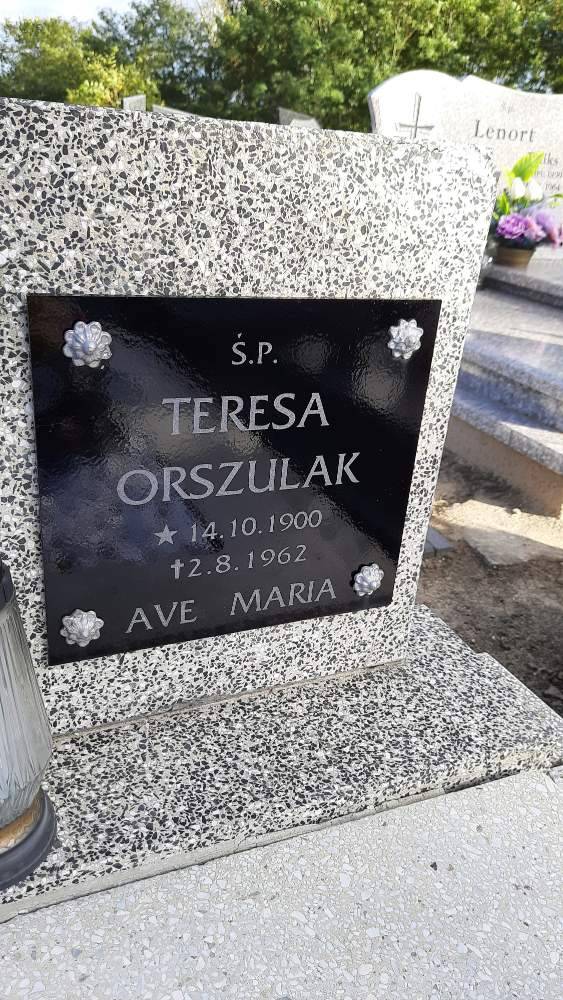 Ś.P.
TERESA
ORSZULAK
★ 14.10.1900
† 2.8.1962
AVE MARIA
Ś.P.
Lenort